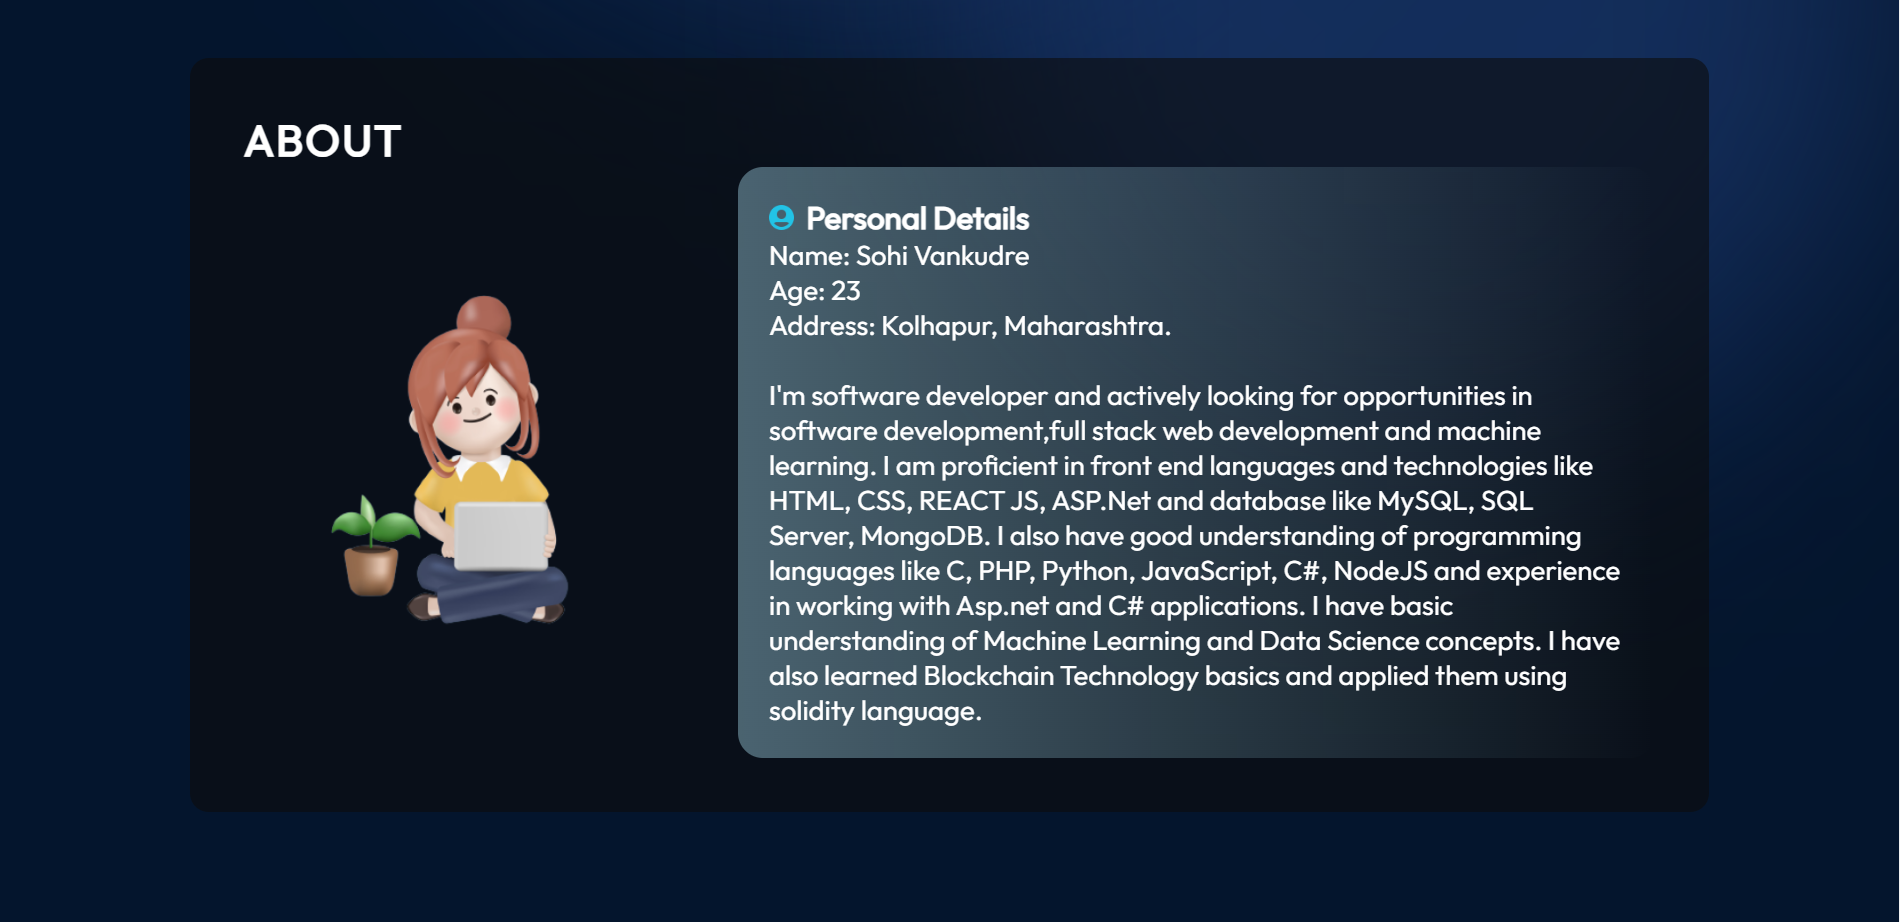 ABOUT
Personal Details
Name: Sohi Vankudre
Age: 23
Address: Kolhapur, Maharashtra.
I'm software developer and actively looking for opportunities in
software development,full stack web development and machine
learning. I am proficient in front end languages and technologies like
HTML, CSS, REACT JS, ASP.Net and database like MySQL, SQL
Server, MongoDB. I also have good understanding of programming
languages like C, PHP, Python, JavaScript, C#, NodeJS and experience
in working with Asp.net and C# applications. I have basic
understanding of Machine Learning and Data Science concepts. I have
also learned Blockchain Technology basics and applied them using
solidity language.